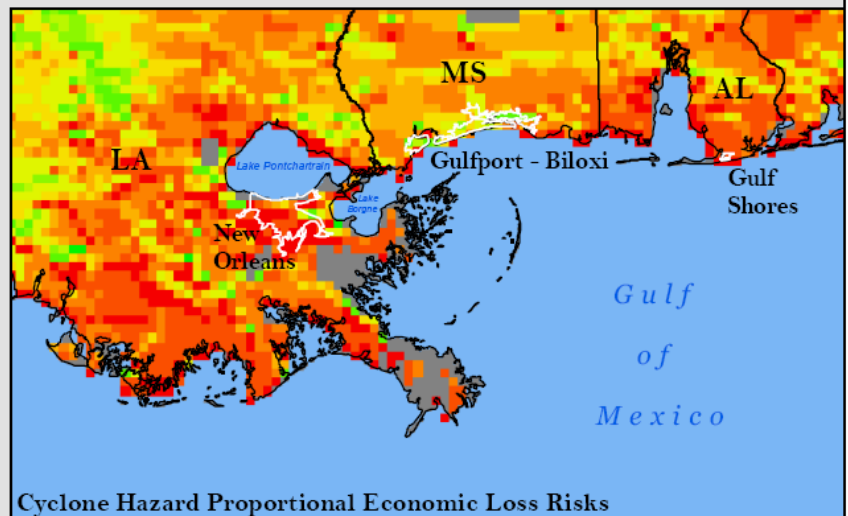 MS
AL
LA
Lake Pontchartrain
Gulfport - Biloxi
Lake
Borgne
Gulf
Shores
New
Orleans
Gulf
of
Mexico
Cyclone Hazard Proportional Economic Loss Risks